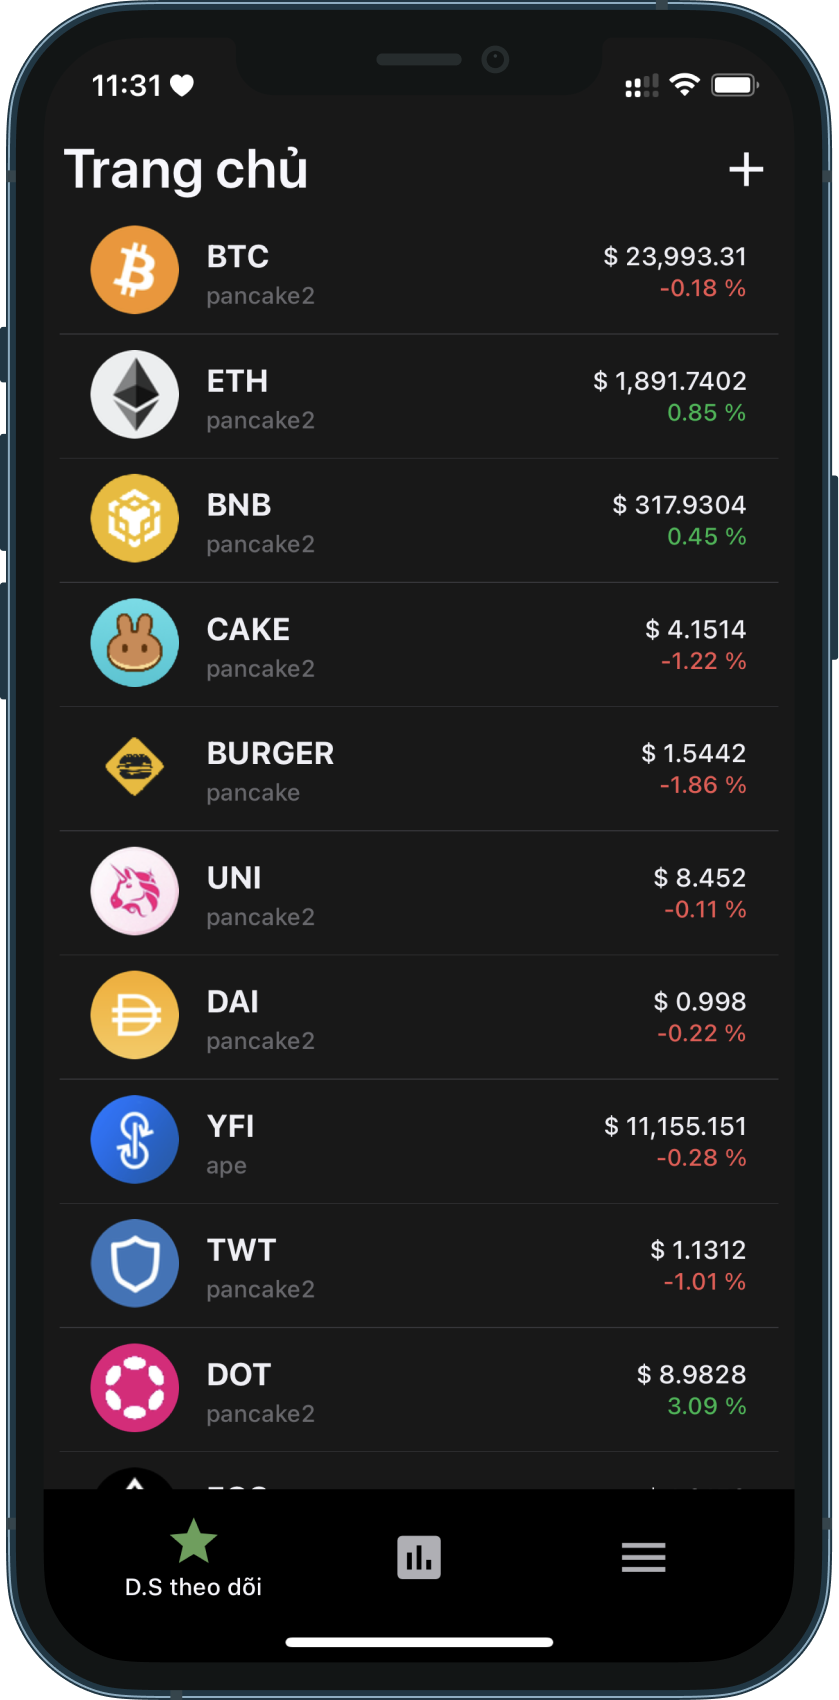 11:31
Trang chủ
+
BTC
$ 23,993.31
pancake2
-0.18 %
ETH
$ 1,891.7402
pancake2
0.85 %
BNB
$ 317.9304
pancake2
0.45 %
CAKE
$ 4.1514
pancake2
-1.22 %
BURGER
$ 1.5442
pancake
-1.86 %
UNI
$ 8.452
pancake2
-0.11 %
DAI
$ 0.998
pancake2
-0.22 %
YFI
$ 11,155.151
ape
-0.28 %
TWT
$ 1.1312
pancake2
-1.01 %
DOT
$ 8.9828
pancake2
3.09 %
D.S theo dõi